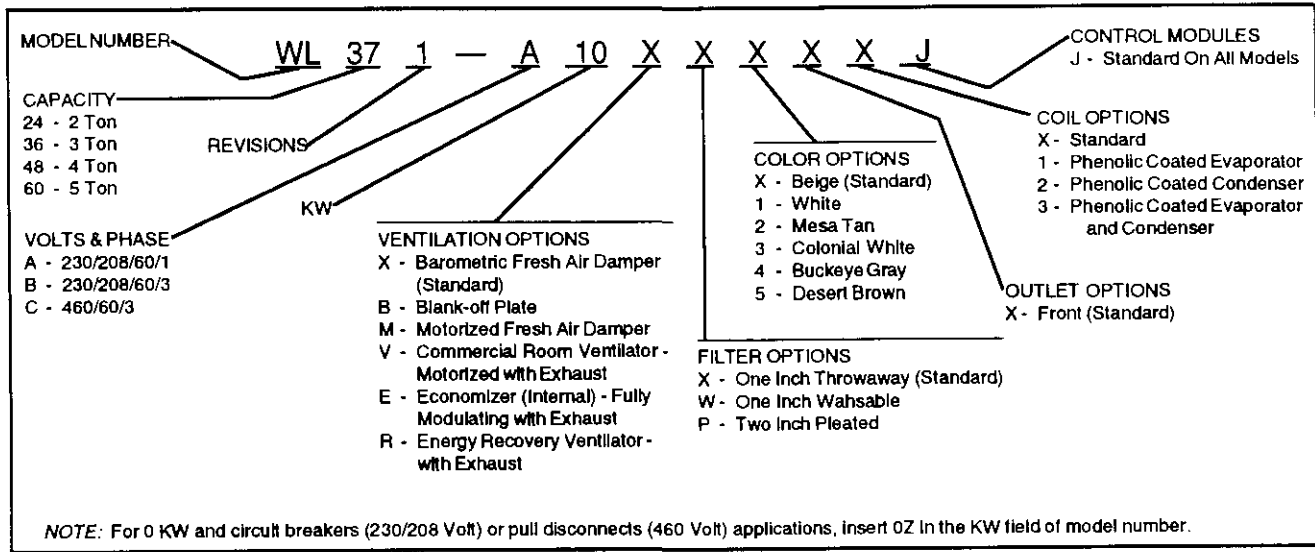 MODEL NUMBER
WL 37 1 — A 10 X X X X X J
CONTROL MODULES
J - Standard On All Models
CAPACITY
24 - 2 Ton
36 - 3 Ton
48 - 4 Ton
60 - 5 Ton
REVISIONS
KW
VOLTS & PHASE
A - 230/208/60/1
B - 230/208/60/3
C - 460/60/3
VENTILATION OPTIONS
X - Barometric Fresh Air Damper
(Standard)
B - Blank-off Plate
M - Motorized Fresh Air Damper
V - Commercial Room Ventilator -
Motorized with Exhaust
E - Economizer (Internal) - Fully
Modulating with Exhaust
R - Energy Recovery Ventilator -
with Exhaust
COLOR OPTIONS
X - Beige (Standard)
1 - White
2 - Mesa Tan
3 - Colonial White
4 - Buckeye Gray
5 - Desert Brown
FILTER OPTIONS
X - One Inch Throwaway (Standard)
W - One Inch Wahsable
P - Two Inch Pleated
COIL OPTIONS
X - Standard
1 - Phenolic Coated Evaporator
2 - Phenolic Coated Condenser
3 - Phenolic Coated Evaporator
and Condenser
OUTLET OPTIONS
X - Front (Standard)
NOTE: For 0 KW and circuit breakers (230/208 Volt) or pull disconnects (460 Volt) applications, insert 0Z in the KW field of model number.